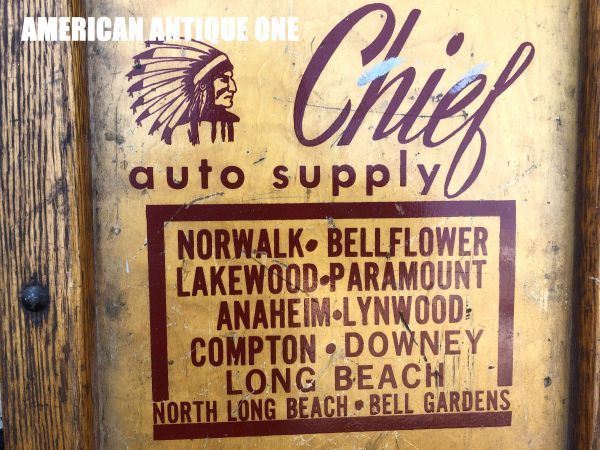 AMERICAN ANTIQUE ONE
Chief
auto supply
NORWALK • BELLFLOWER
LAKEWOOD • PARAMOUNT
ANAHEIM • LYNWOOD
COMPTON • DOWNEY
LONG BEACH
NORTH LONG BEACH • BELL GARDENS